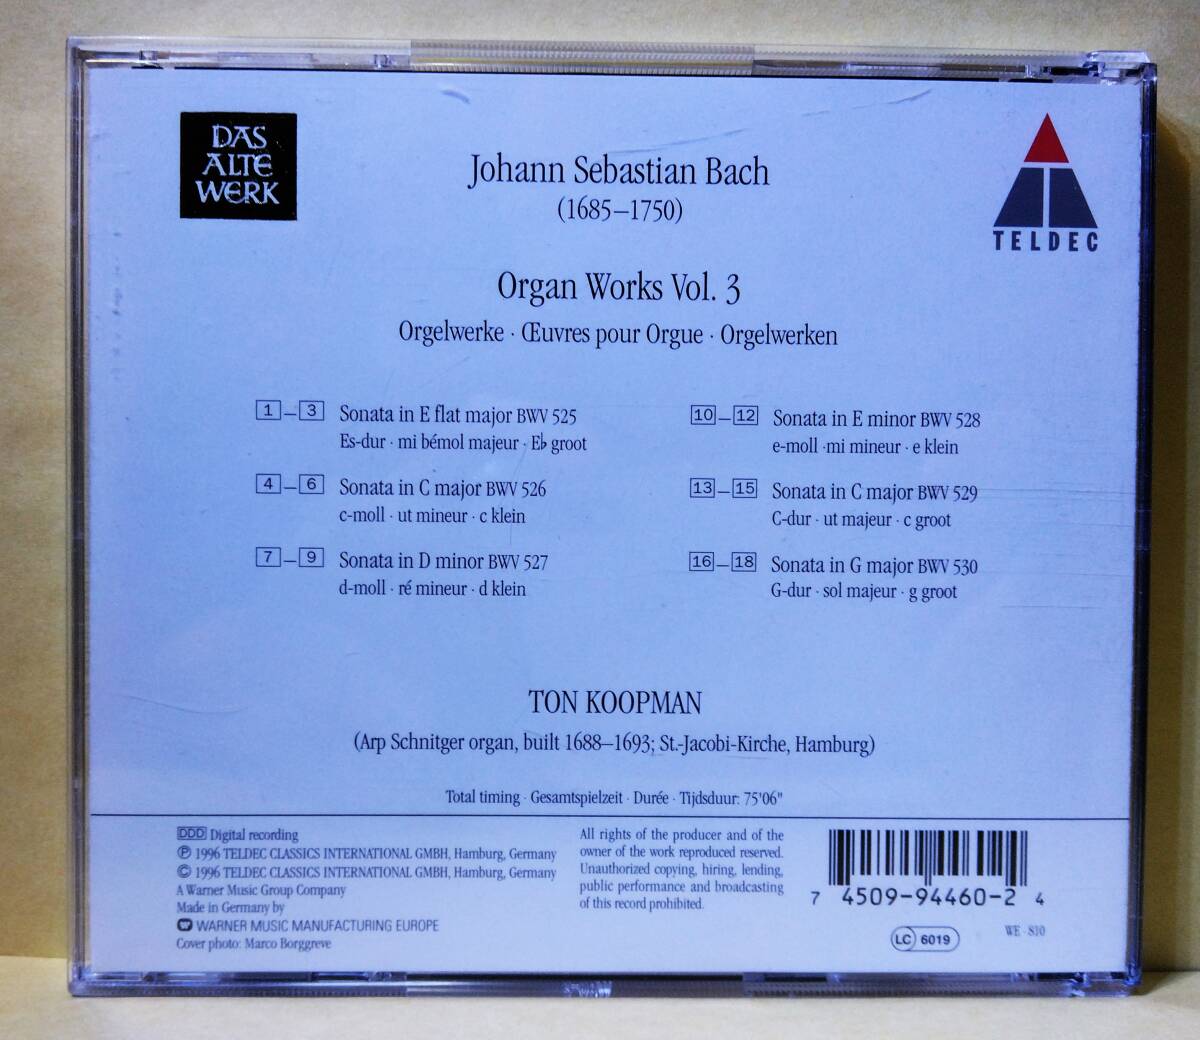 DAS
ALTE
WERK
TELDEC
Johann Sebastian Bach
(1685–1750)
Organ Works Vol. 3
Orgelwerke · Œuvres pour Orgue · Orgelwerken
1–3 Sonata in E flat major BWV 525
Es-dur · mi bémol majeur · E♭ groot
4–6 Sonata in C major BWV 526
c-moll · ut mineur · c klein
7–9 Sonata in D minor BWV 527
d-moll · ré mineur · d klein
10–12 Sonata in E minor BWV 528
e-moll ·mi mineur · e klein
13–15 Sonata in C major BWV 529
C-dur · ut majeur · c groot
16–18 Sonata in G major BWV 530
G-dur · sol majeur · g groot
TON KOOPMAN
(Arp Schnitger organ, built 1688–1693; St.-Jacobi-Kirche, Hamburg)
Total timing · Gesamtspielzeit · Durée · Tijdsduur: 75'06"
DDD Digital recording
℗ 1996 TELDEC CLASSICS INTERNATIONAL GMBH, Hamburg, Germany
© 1996 TELDEC CLASSICS INTERNATIONAL GMBH, Hamburg, Germany
A Warner Music Group Company
Made in Germany by
WARNER MUSIC MANUFACTURING EUROPE
Cover photo: Marco Borggreve
All rights of the producer and of the
owner of the work reproduced reserved.
Unauthorized copying, hiring, lending,
public performance and broadcasting
of this record prohibited.
7 45099-4460-2 4
LC 6019
WE · 810